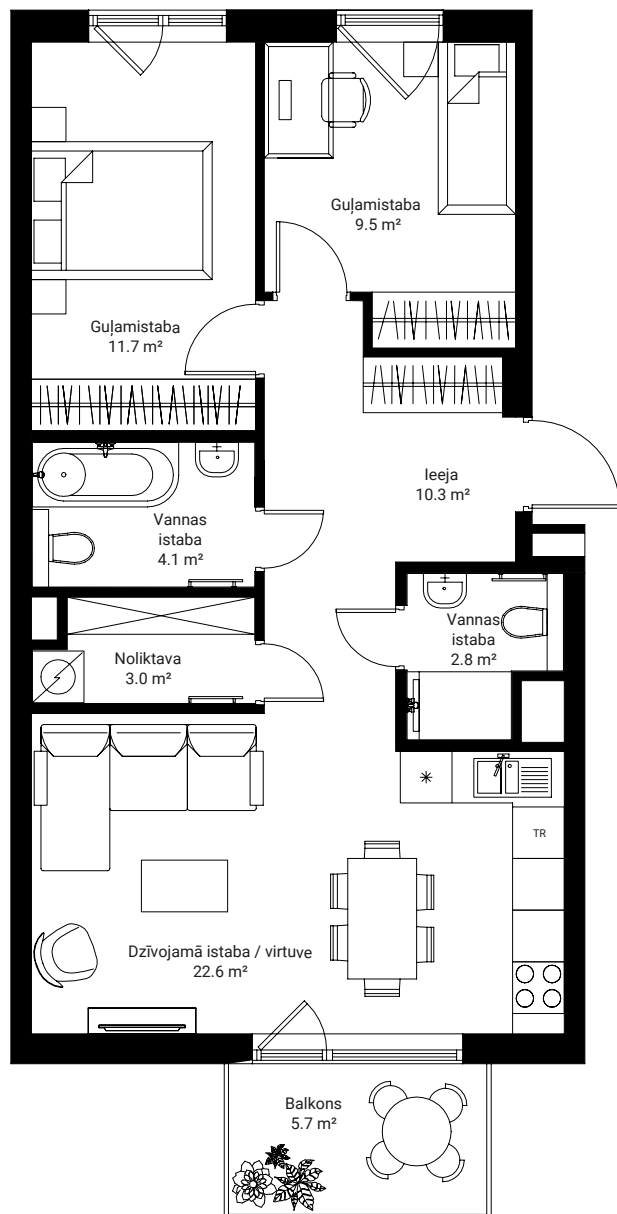 Guļamistaba
9.5 m²
Guļamistaba
11.7 m²
Ieeja
10.3 m²
Vannas
istaba
4.1 m²
Vannas
istaba
2.8 m²
Noliktava
3.0 m²
TR
Dzīvojamā istaba / virtuve
22.6 m²
Balkons
5.7 m²